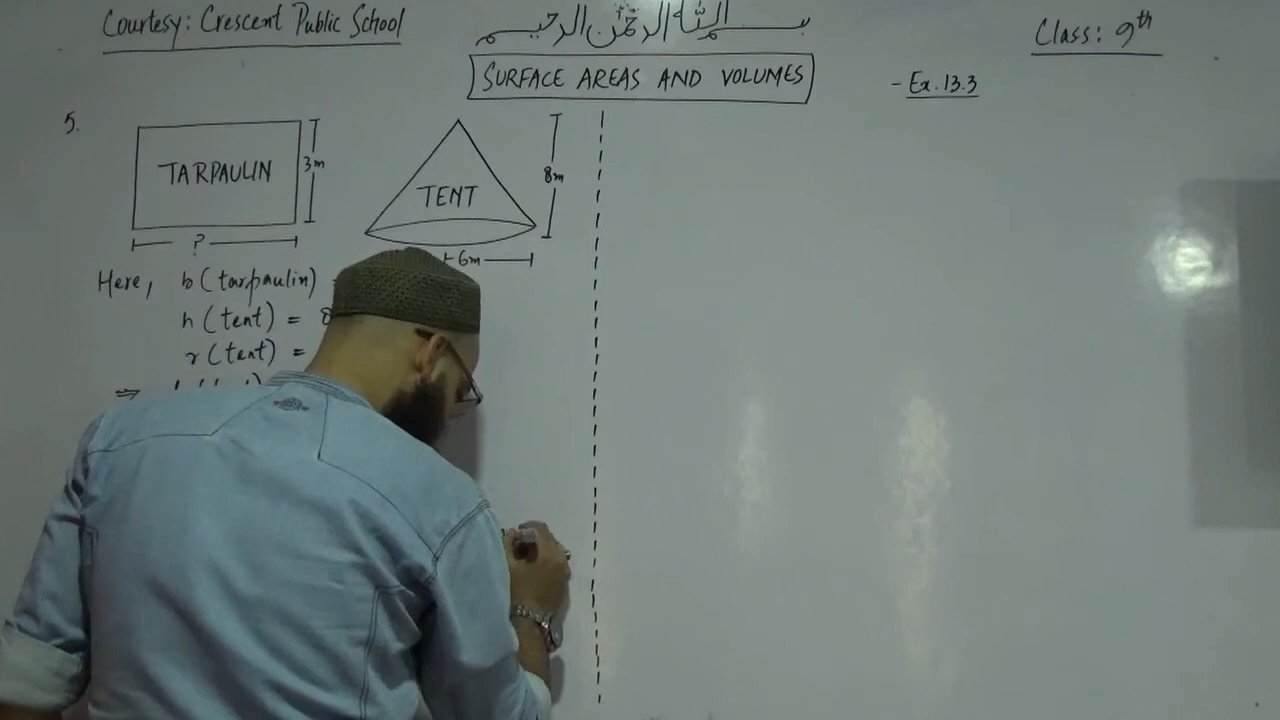 Courtesy: Crescent Public School
بسم الله الرحمن الرحيم
Class: 9th
SURFACE AREAS AND VOLUMES
- Ex. 13.3
5.
TARPAULIN
3m
?
TENT
8m
6m
Here, b (tarpaulin)
h (tent) = 8
r (tent) =
⇒